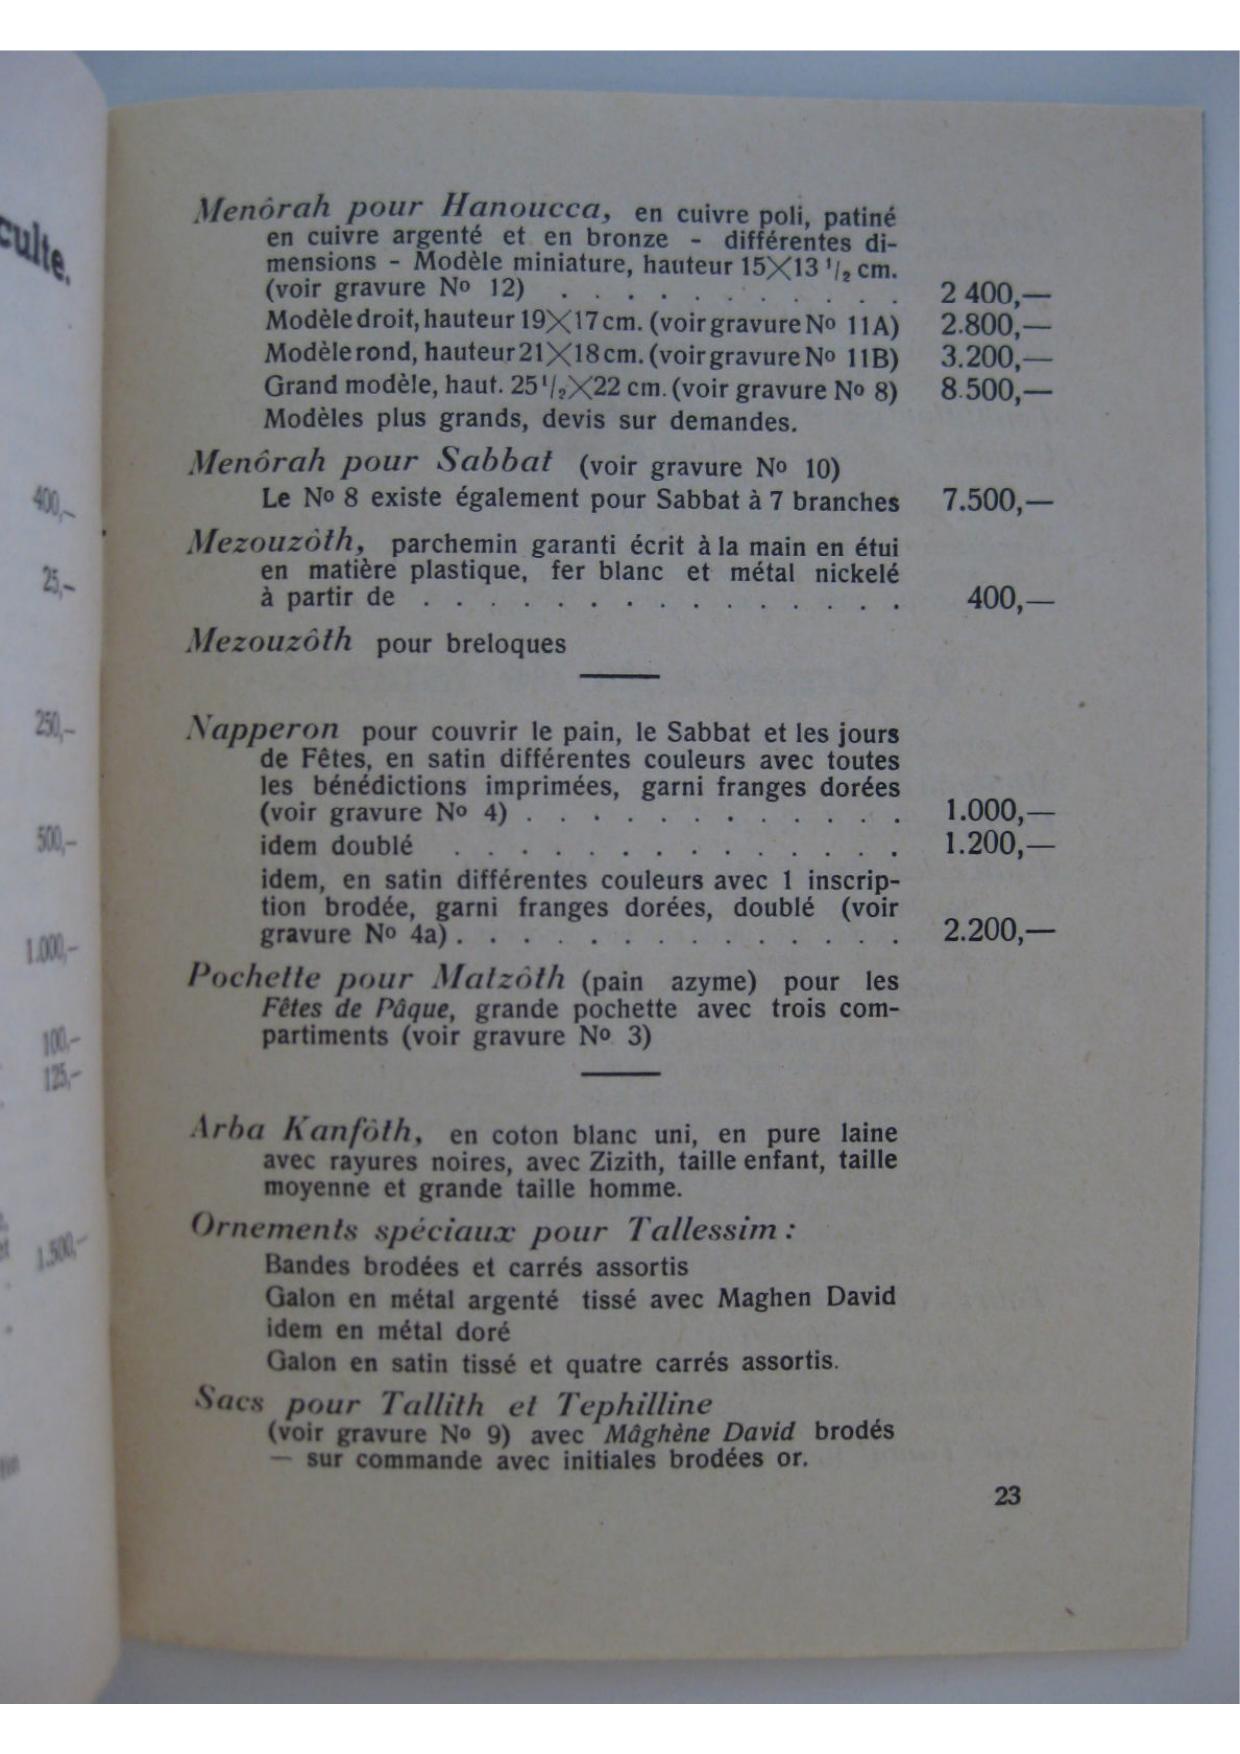 culte.
400,–
25,–
250,–
500,–
1.000,–
100,–
125,–
1.500,–
Menôrah pour Hanoucca, en cuivre poli, patiné
en cuivre argenté et en bronze - différentes di-
mensions - Modèle miniature, hauteur 15×13 1/2 cm.
(voir gravure No 12) . . . . . . . . . . . 2 400,—
Modèle droit, hauteur 19×17 cm. (voir gravure No 11A) 2.800,—
Modèle rond, hauteur 21×18 cm. (voir gravure No 11B) 3.200,—
Grand modèle, haut. 25 1/2×22 cm. (voir gravure No 8) 8.500,—
Modèles plus grands, devis sur demandes.
Menôrah pour Sabbat (voir gravure No 10)
Le No 8 existe également pour Sabbat à 7 branches 7.500,—
Mezouzôth, parchemin garanti écrit à la main en étui
en matière plastique, fer blanc et métal nickelé
à partir de . . . . . . . . . . . . . . . 400,—
Mezouzôth pour breloques
Napperon pour couvrir le pain, le Sabbat et les jours
de Fêtes, en satin différentes couleurs avec toutes
les bénédictions imprimées, garni franges dorées
(voir gravure No 4) . . . . . . . . . . . . 1.000,—
idem doublé . . . . . . . . . . . . . . 1.200,—
idem, en satin différentes couleurs avec 1 inscrip-
tion brodée, garni franges dorées, doublé (voir
gravure No 4a) . . . . . . . . . . . . . . 2.200,—
Pochette pour Matzôth (pain azyme) pour les
Fêtes de Pâque, grande pochette avec trois com-
partiments (voir gravure No 3)
Arba Kanfôth, en coton blanc uni, en pure laine
avec rayures noires, avec Zizith, taille enfant, taille
moyenne et grande taille homme.
Ornements spéciaux pour Tallessim :
Bandes brodées et carrés assortis
Galon en métal argenté tissé avec Maghen David
idem en métal doré
Galon en satin tissé et quatre carrés assortis.
Sacs pour Tallith et Tephilline
(voir gravure No 9) avec Mâghène David brodés
— sur commande avec initiales brodées or.
23